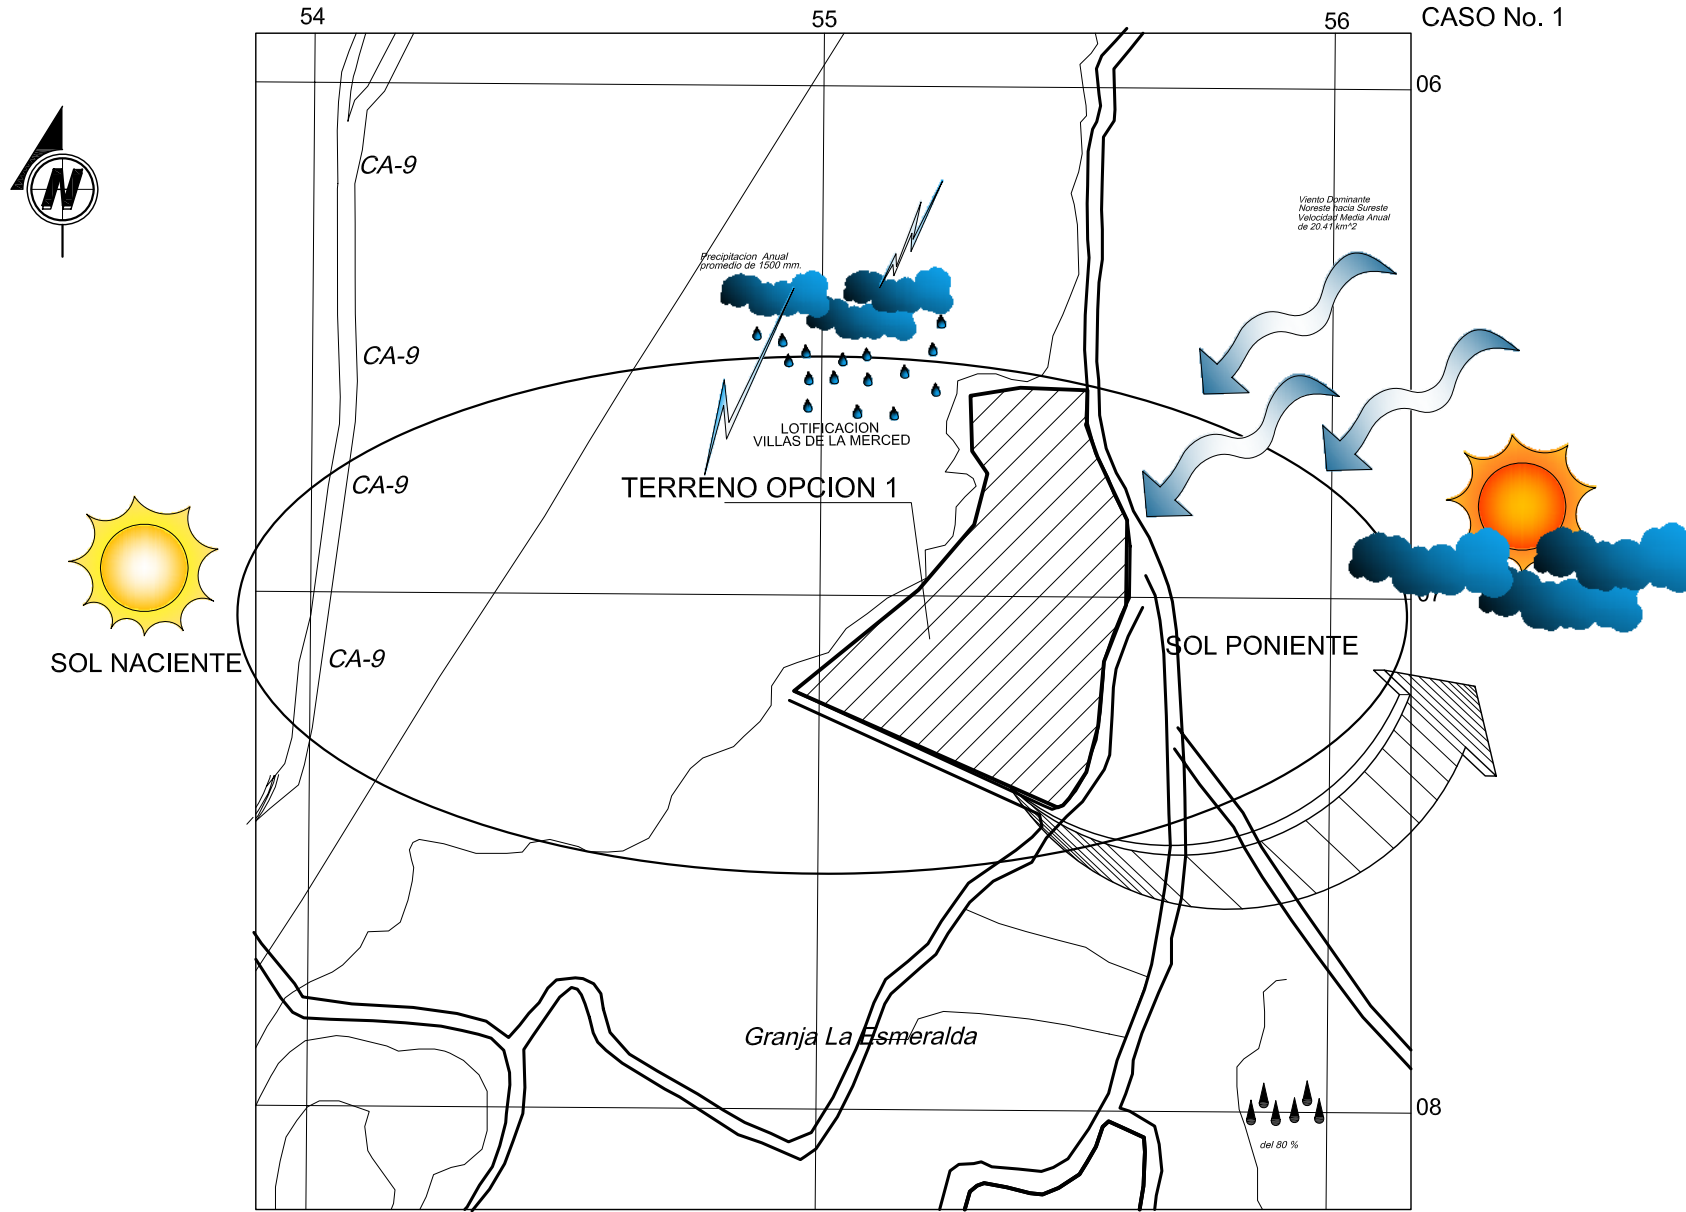 54
55
56
CASO No. 1
06
N
CA-9
Viento Dominante
Noreste hacia Sureste
Velocidad Media Anual
de 20.41 km^2
Precipitacion Anual
promedio de 1500 mm.
CA-9
LOTIFICACION
VILLAS DE LA MERCED
CA-9
TERRENO OPCION 1
07
SOL NACIENTE
CA-9
SOL PONIENTE
Granja La Esmeralda
08
del 80 %